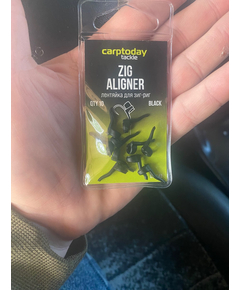 carptoday
tackle
ZIG
ALIGNER
лентяйка для зиг-риг
QTY 10
BLACK